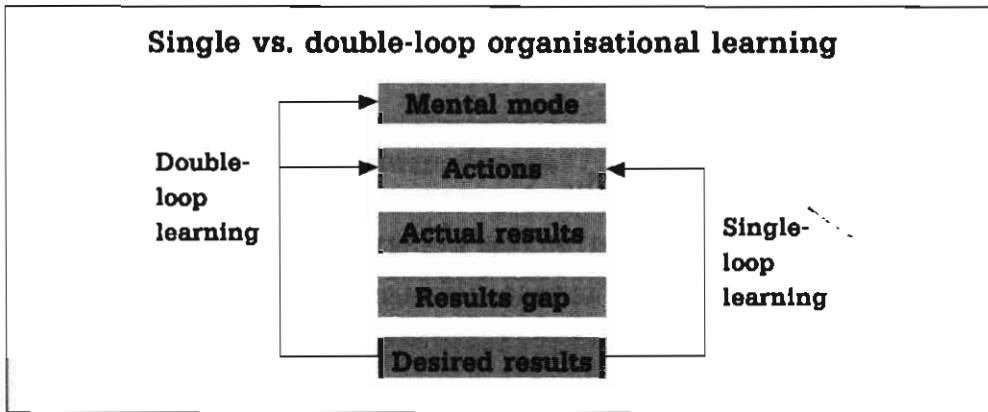 Single vs. double-loop organisational learning
Mental mode
Double-
loop
learning
Actions
Actual results
Single-
loop
learning
Results gap
Desired results